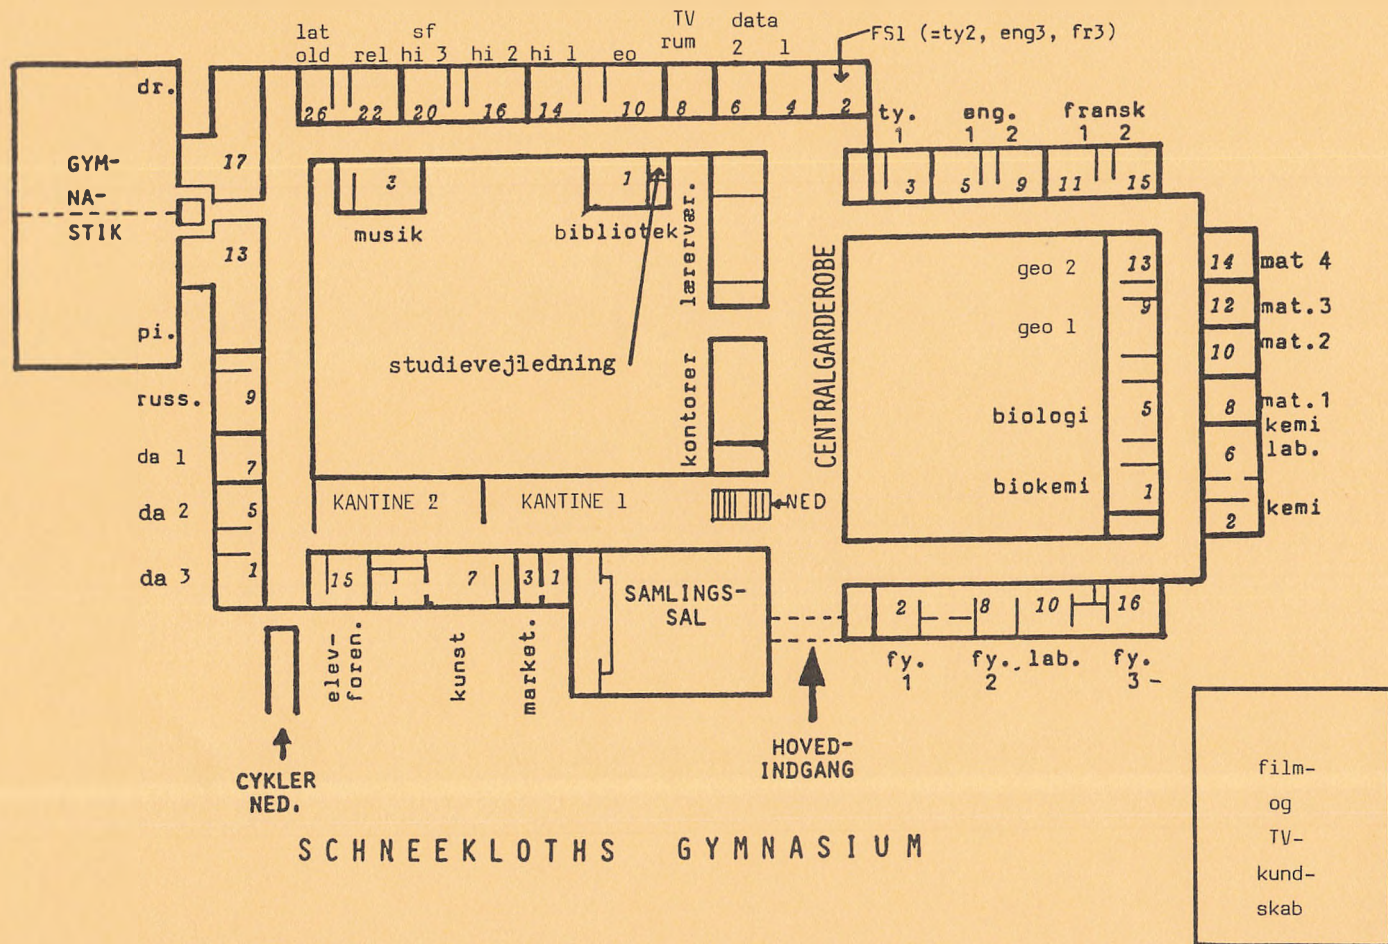 TV
lat sf rum data
old rel hi 3 hi 2 hi 1 eo 2 1
FS1 (=ty2, eng3, fr3)
26 22 20 16 14 10 8 6 4 2
dr.
GYM-
NA-
STIK
pi.
17
13
ty. eng. fransk
1 1 2 1 2
3 5 9 11 15
3
musik
1
bibliotek
lærervær.
studievejledning
kontorer
CENTRALGARDEROBE
geo 2 13
geo 1 9
biologi 5
biokemi 1
14 mat 4
12 mat.3
10 mat.2
8 mat.1
6 kemi
lab.
2 kemi
russ. 9
da 1 7
da 2 5
da 3 1
KANTINE 2
KANTINE 1
NED
15 7 3 1
elev-
foren.
kunst
market.
SAMLINGS-
SAL
2 8 10 16
fy. fy. lab. fy.
1 2 3 -
CYKLER
NED.
HOVED-
INDGANG
SCHNEEKLOTHS GYMNASIUM
film-
og
TV-
kund-
skab